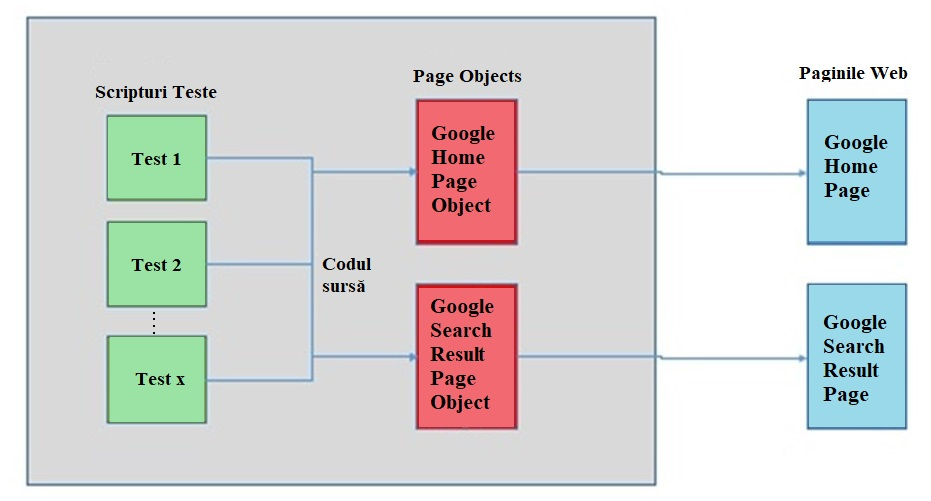 Scripturi Teste
Test 1
Test 2
Test x
Codul
sursă
Page Objects
Google
Home
Page
Object
Google
Search
Result
Page
Object
Paginile Web
Google
Home
Page
Google
Search
Result
Page